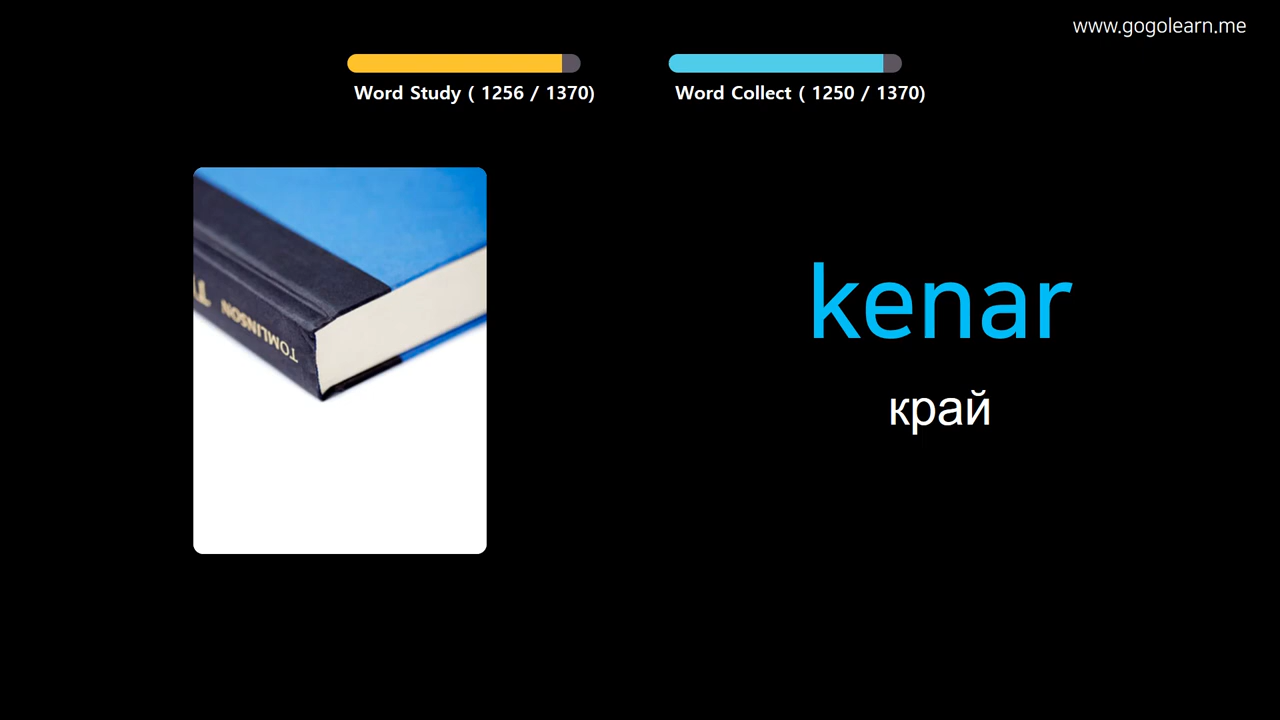 www.gogolearn.me
Word Study ( 1256 / 1370)
Word Collect ( 1250 / 1370)
TOMLINSON
kenar
край